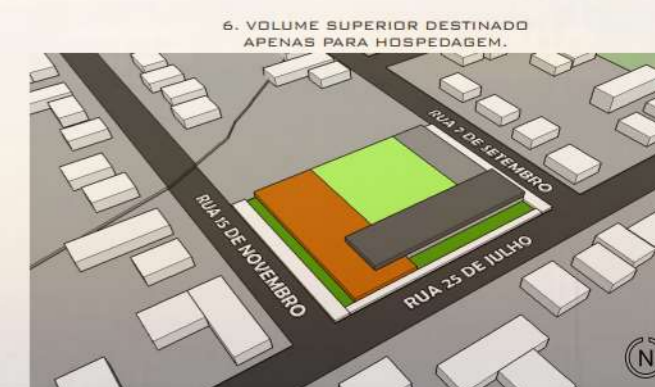 6. VOLUME SUPERIOR DESTINADO
APENAS PARA HOSPEDAGEM.
RUA 7 DE SETEMBRO
RUA 15 DE NOVEMBRO
RUA 25 DE JULHO
N